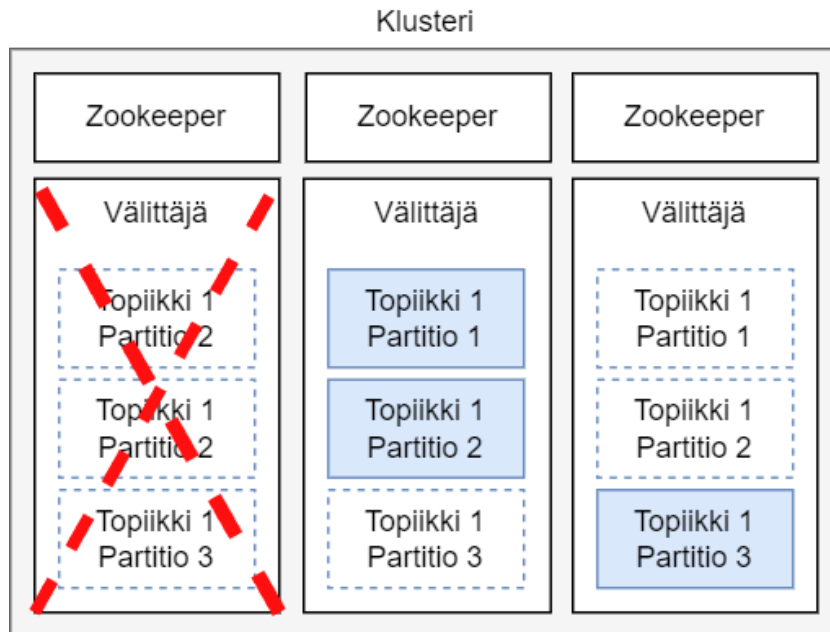 Klusteri
Zookeeper
Zookeeper
Zookeeper
Välittäjä
Topiikki 1
Partitio 2
Topiikki 1
Partitio 2
Topiikki 1
Partitio 3
Välittäjä
Topiikki 1
Partitio 1
Topiikki 1
Partitio 2
Topiikki 1
Partitio 3
Välittäjä
Topiikki 1
Partitio 1
Topiikki 1
Partitio 2
Topiikki 1
Partitio 3